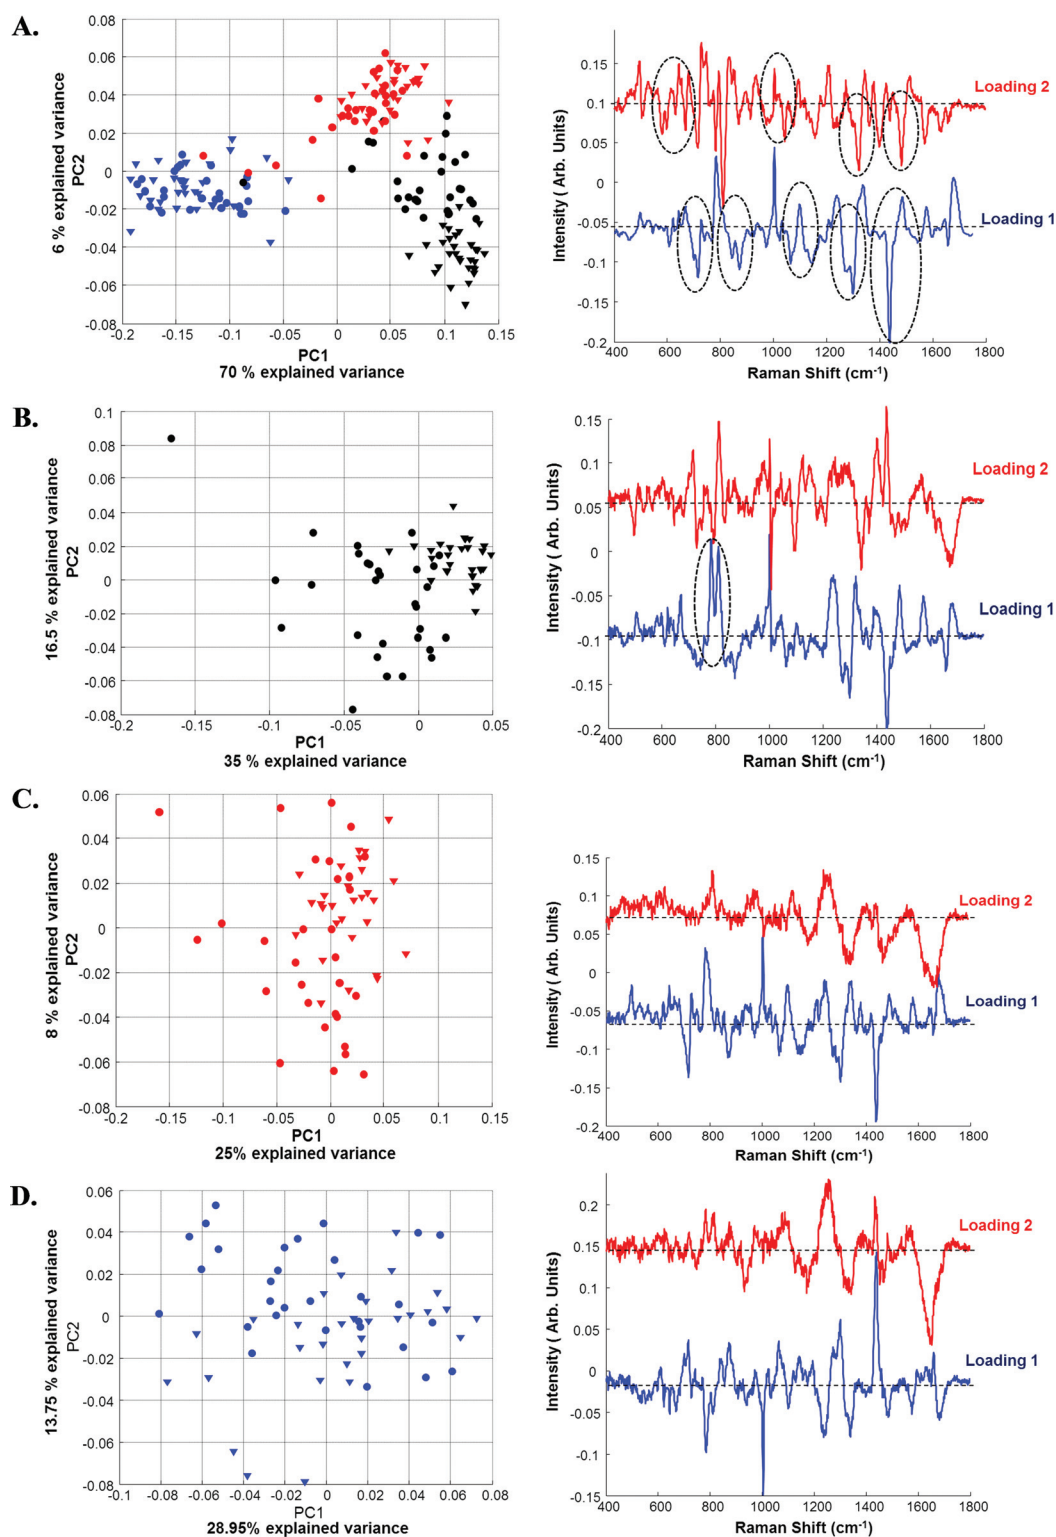 A.
0.08
0.06
0.04
0.02
0
-0.02
-0.04
-0.06
-0.08
6 % explained variance
PC2
-0.2 -0.15 -0.1 -0.05 0 0.05 0.1 0.15
PC1
70 % explained variance
0.15
0.1
0.05
0
-0.05
-0.1
-0.15
-0.2
Intensity ( Arb. Units)
Loading 2
Loading 1
400 600 800 1000 1200 1400 1600 1800
Raman Shift (cm-1)
B.
0.1
0.08
0.06
0.04
0.02
0
-0.02
-0.04
-0.06
-0.08
16.5 % explained variance
PC2
-0.2 -0.15 -0.1 -0.05 0 0.05
PC1
35 % explained variance
0.15
0.1
0.05
0
-0.05
-0.1
-0.15
-0.2
Intensity ( Arb. Units)
Loading 2
Loading 1
400 600 800 1000 1200 1400 1600 1800
Raman Shift (cm-1)
C.
0.06
0.04
0.02
0
-0.02
-0.04
-0.06
-0.08
8 % explained variance
PC2
-0.2 -0.15 -0.1 -0.05 0 0.05 0.1 0.15
PC1
25% explained variance
0.15
0.1
0.05
0
-0.05
-0.1
-0.15
-0.2
Intensity ( Arb. Units)
Loading 2
Loading 1
400 600 800 1000 1200 1400 1600 1800
Raman Shift (cm-1)
D.
0.06
0.04
0.02
0
-0.02
-0.04
-0.06
-0.08
13.75 % explained variance
PC2
-0.1 -0.08 -0.06 -0.04 -0.02 0 0.02 0.04 0.06 0.08
PC1
28.95% explained variance
0.2
0.15
0.1
0.05
0
-0.05
-0.1
-0.15
Intensity ( Arb. Units)
Loading 2
Loading 1
400 600 800 1000 1200 1400 1600 1800
Raman Shift (cm-1)